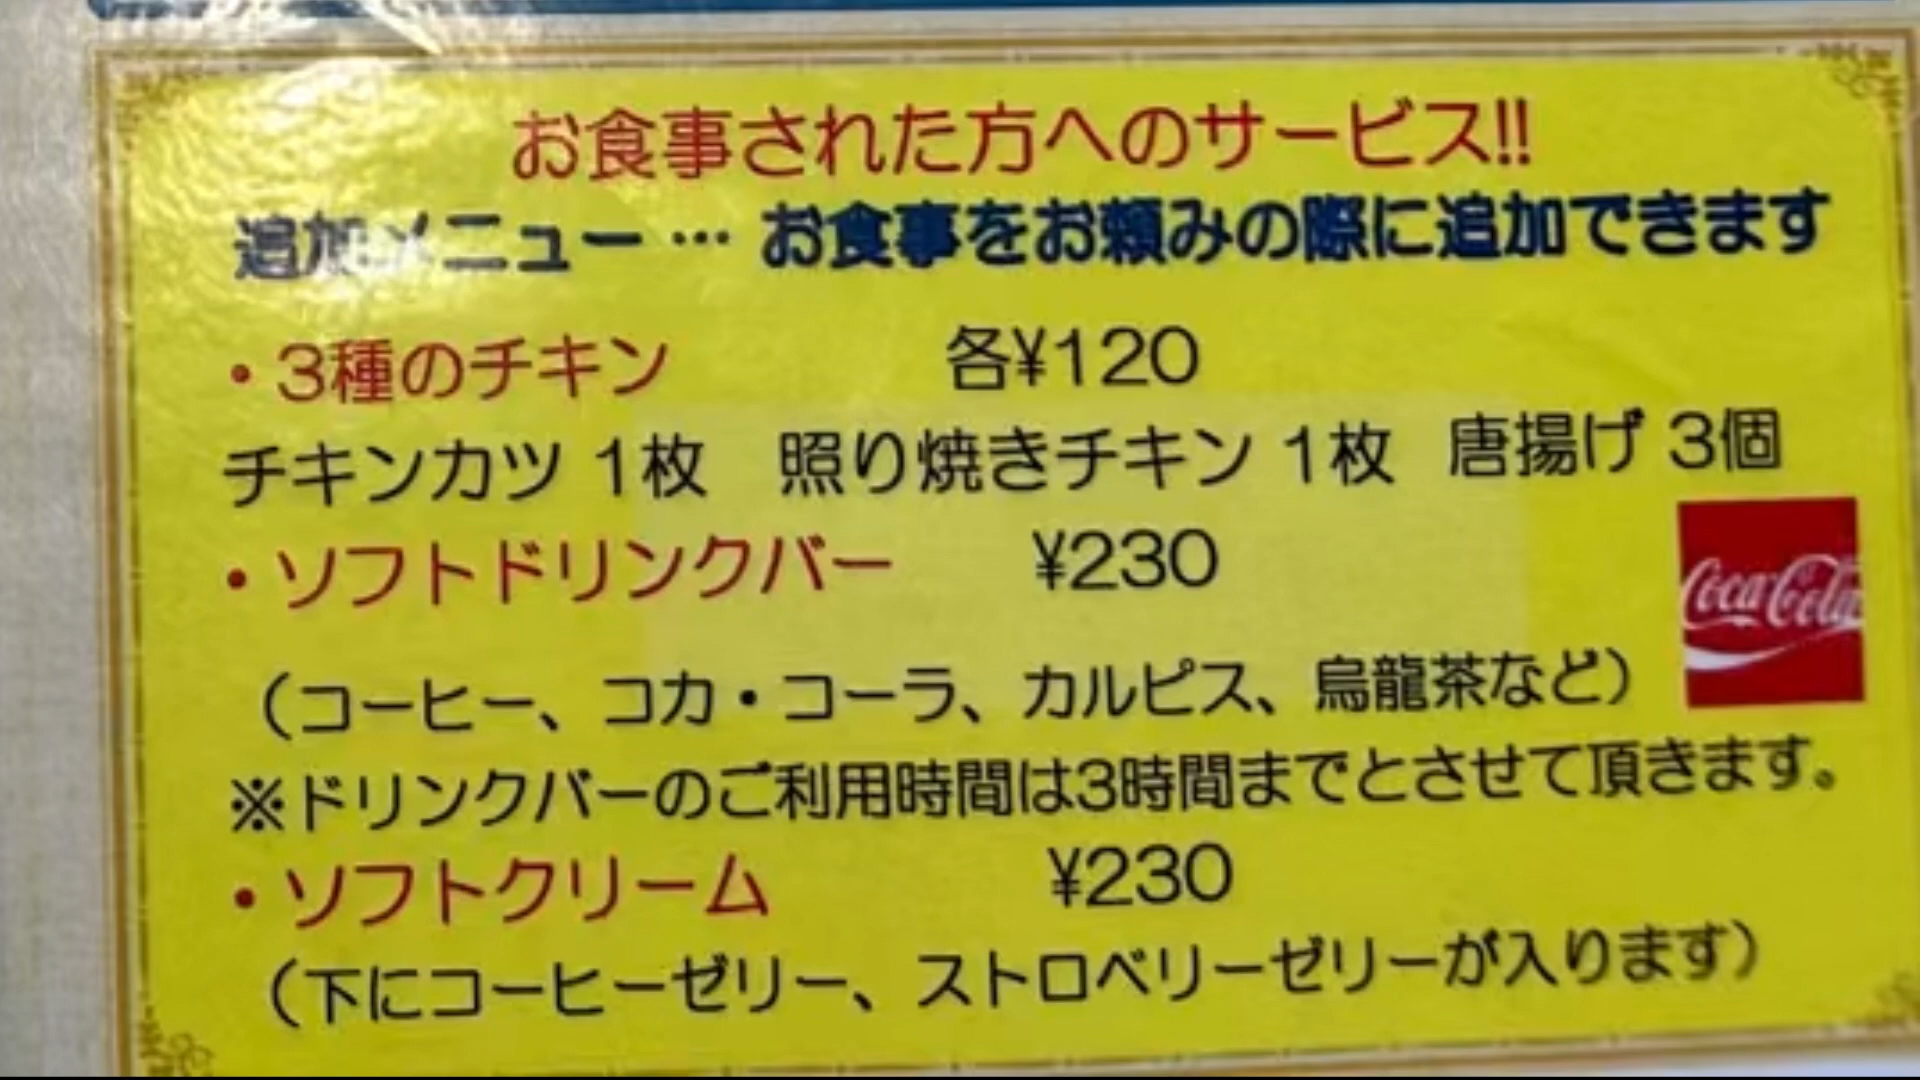 お食事された方へのサービス!!
追加メニュー … お食事をお頼みの際に追加できます
・3種のチキン 各¥120
チキンカツ 1枚 照り焼きチキン 1枚 唐揚げ 3個
・ソフトドリンクバー ¥230
Coca-Cola
(コーヒー、コカ・コーラ、カルピス、烏龍茶など)
※ドリンクバーのご利用時間は3時間までとさせて頂きます。
・ソフトクリーム ¥230
(下にコーヒーゼリー、ストロベリーゼリーが入ります)